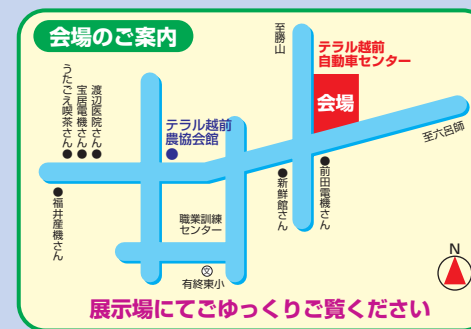 会場のご案内
至勝山
テラル越前
自動車センター
会場
渡辺医院さん
宝居電機さん
うたごえ喫茶さん
テラル越前
農協会館
至六呂師
福井産機さん
新鮮館さん
前田電機さん
職業訓練
センター
文
有終東小
N
展示場にてごゆっくりご覧ください